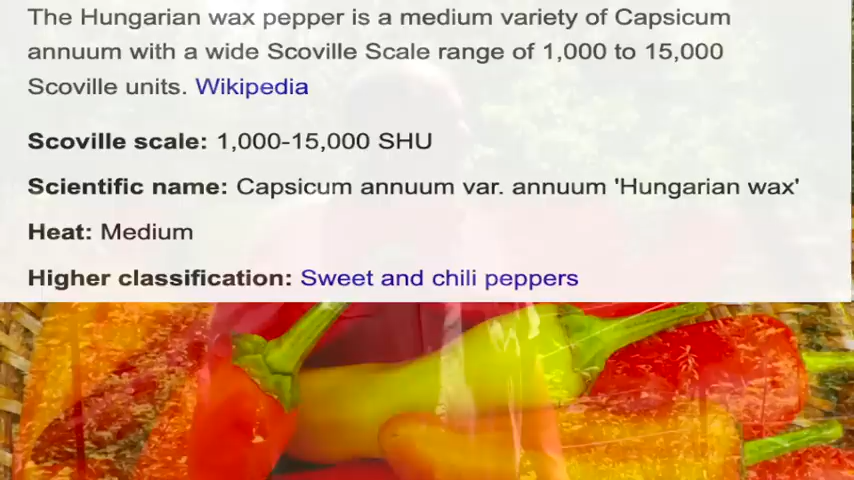 The Hungarian wax pepper is a medium variety of Capsicum
annuum with a wide Scoville Scale range of 1,000 to 15,000
Scoville units. Wikipedia
Scoville scale: 1,000-15,000 SHU
Scientific name: Capsicum annuum var. annuum 'Hungarian wax'
Heat: Medium
Higher classification: Sweet and chili peppers